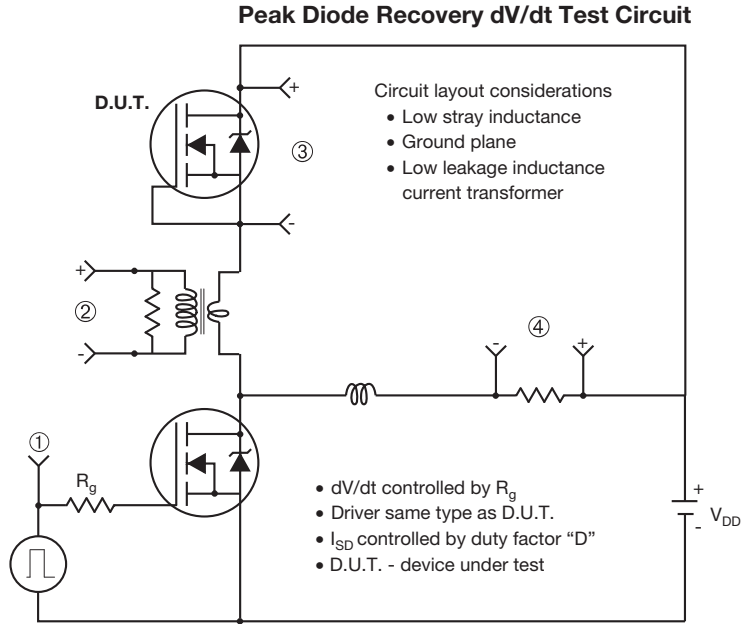 Peak Diode Recovery dV/dt Test Circuit
D.U.T.
+
Circuit layout considerations
• Low stray inductance
• Ground plane
• Low leakage inductance
current transformer
③
-
+
②
-
④
-
+
①
Rg
• dV/dt controlled by Rg
• Driver same type as D.U.T.
• ISD controlled by duty factor “D”
• D.U.T. - device under test
+
-
VDD